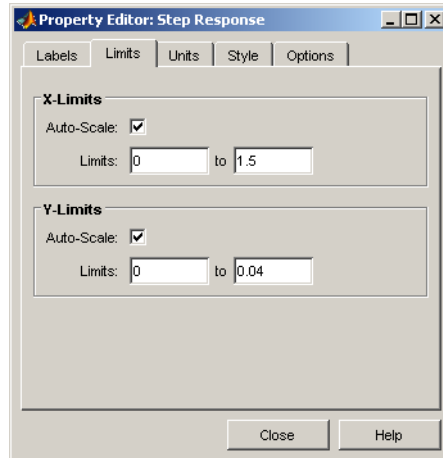 Property Editor: Step Response
Labels Limits Units Style Options
X-Limits
Auto-Scale:
Limits: 0 to 1.5
Y-Limits
Auto-Scale:
Limits: 0 to 0.04
Close Help